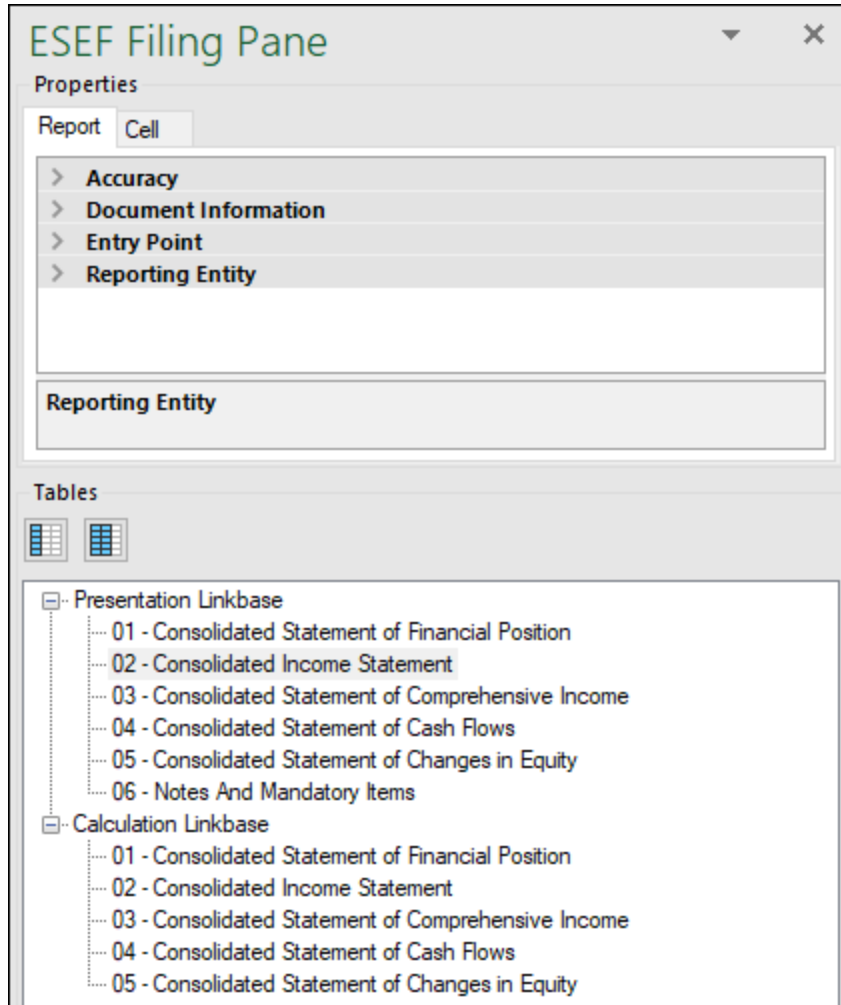 ESEF Filing Pane
Properties
Report Cell
Accuracy
Document Information
Entry Point
Reporting Entity
Reporting Entity
Tables
Presentation Linkbase
01 - Consolidated Statement of Financial Position
02 - Consolidated Income Statement
03 - Consolidated Statement of Comprehensive Income
04 - Consolidated Statement of Cash Flows
05 - Consolidated Statement of Changes in Equity
06 - Notes And Mandatory Items
Calculation Linkbase
01 - Consolidated Statement of Financial Position
02 - Consolidated Income Statement
03 - Consolidated Statement of Comprehensive Income
04 - Consolidated Statement of Cash Flows
05 - Consolidated Statement of Changes in Equity